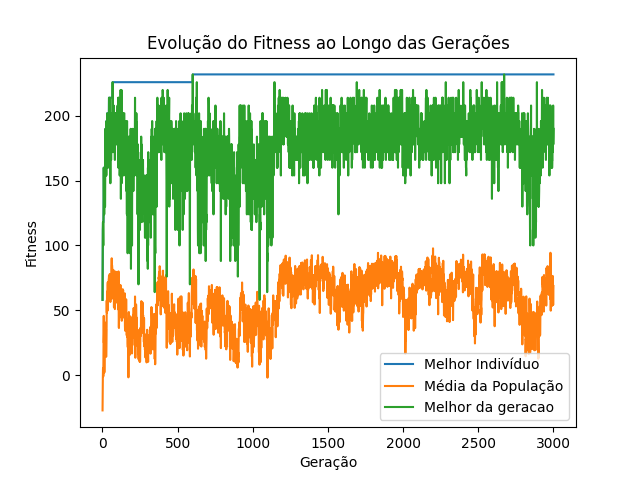 Evolução do Fitness ao Longo das Gerações
Fitness
200
150
100
50
0
0 500 1000 1500 2000 2500 3000
Geração
Melhor Indivíduo
Média da População
Melhor da geracao